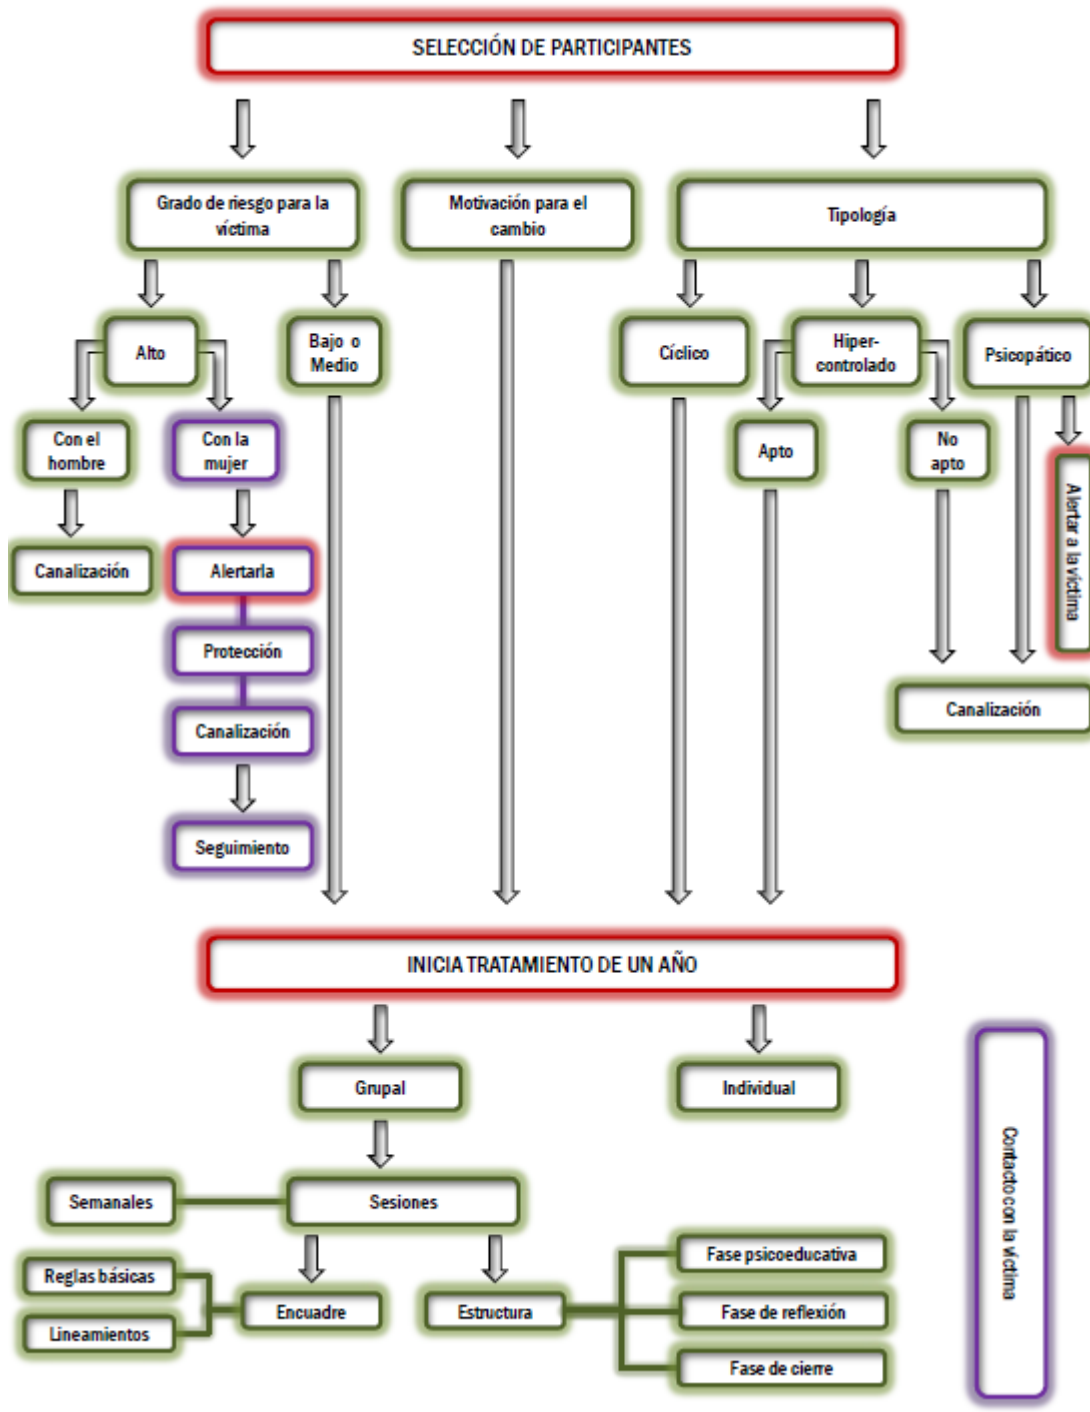 SELECCIÓN DE PARTICIPANTES
Grado de riesgo para la
víctima
Motivación para el
cambio
Tipología
Alto
Bajo o
Medio
Cíclico
Hiper-
controlado
Psicopático
Con el
hombre
Con la
mujer
Apto
No
apto
Alertar a la víctima
Canalización
Alertarla
Protección
Canalización
Canalización
Seguimiento
INICIA TRATAMIENTO DE UN AÑO
Grupal
Individual
Contacto con la víctima
Semanales
Sesiones
Reglas básicas
Lineamientos
Encuadre
Estructura
Fase psicoeducativa
Fase de reflexión
Fase de cierre